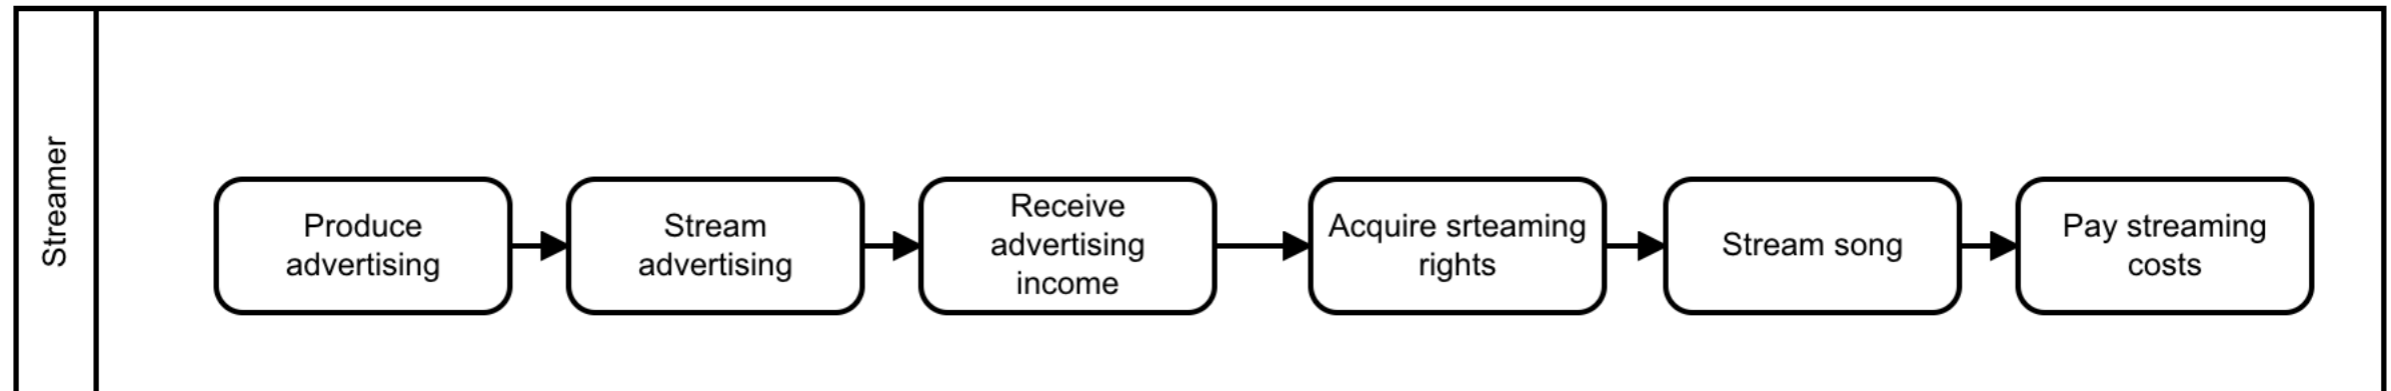 Streamer
Produce
advertising
Stream
advertising
Receive
advertising
income
Acquire srteaming
rights
Stream song
Pay streaming
costs